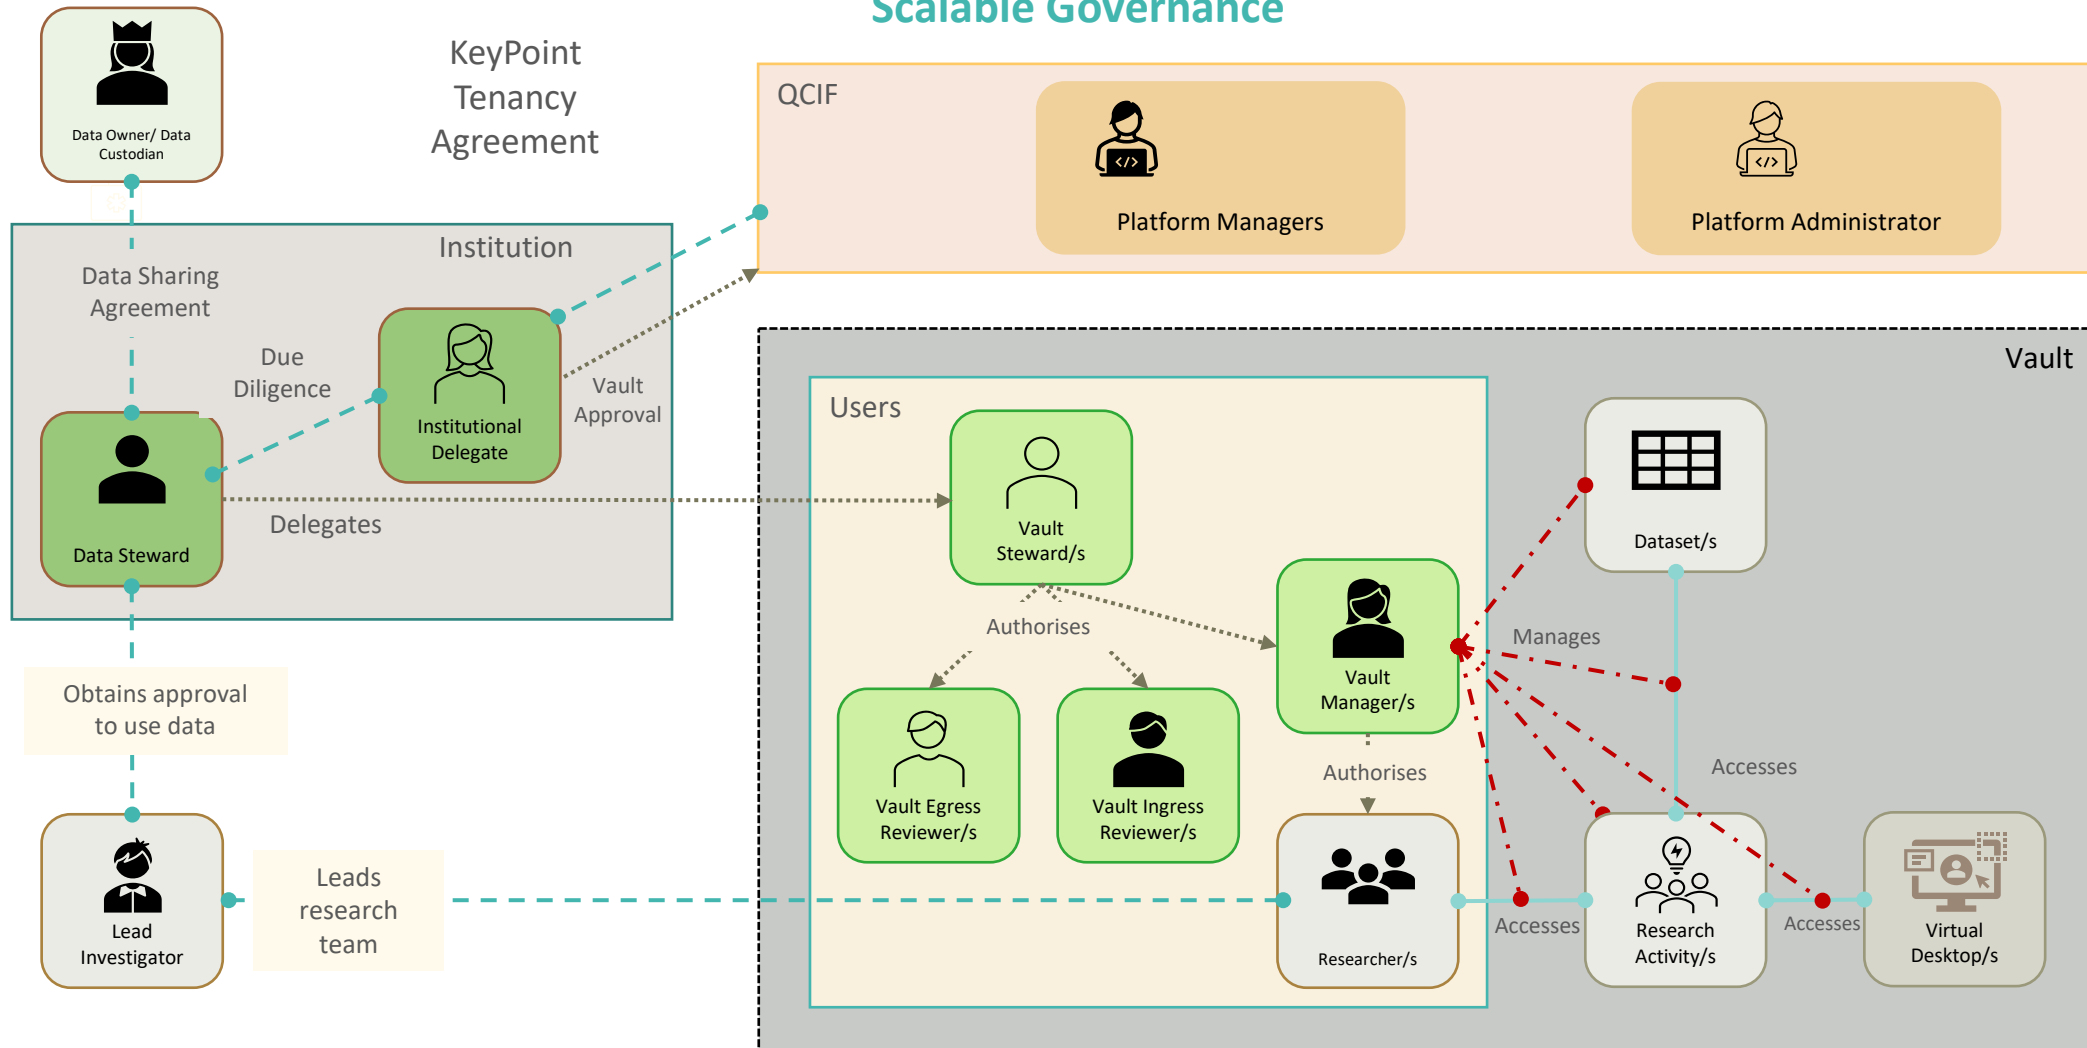 Scalable Governance
KeyPoint
Tenancy
Agreement
Data Owner/ Data
Custodian
QCIF
Platform Managers
Platform Administrator
Institution
Data Sharing
Agreement
Due
Diligence
Institutional
Delegate
Vault
Approval
Data Steward
Delegates
Vault
Users
Vault
Steward/s
Authorises
Vault
Manager/s
Vault Egress
Reviewer/s
Vault Ingress
Reviewer/s
Authorises
Researcher/s
Dataset/s
Manages
Accesses
Accesses
Research
Activity/s
Accesses
Virtual
Desktop/s
Obtains approval
to use data
Lead
Investigator
Leads
research
team